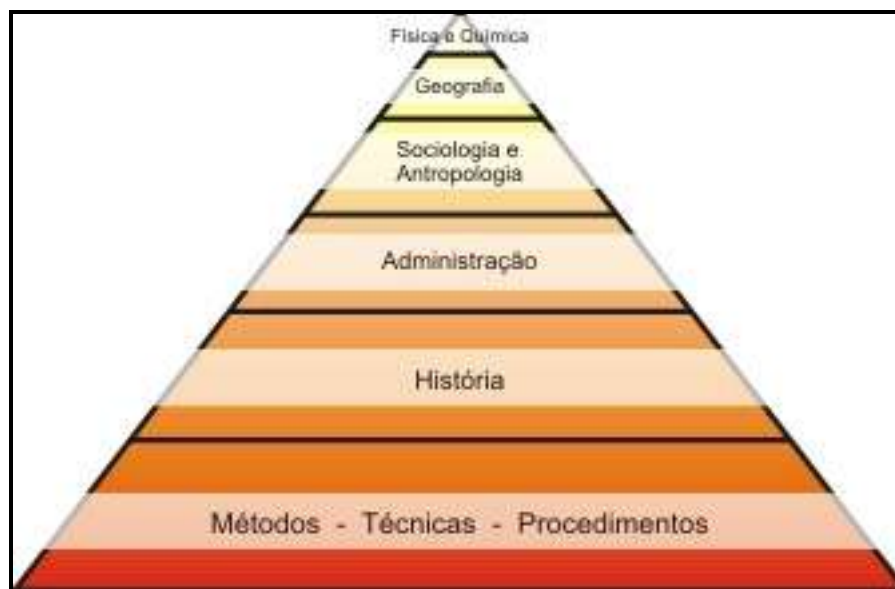 Física e Química
Geografia
Sociologia e
Antropologia
Administração
História
Métodos - Técnicas - Procedimentos